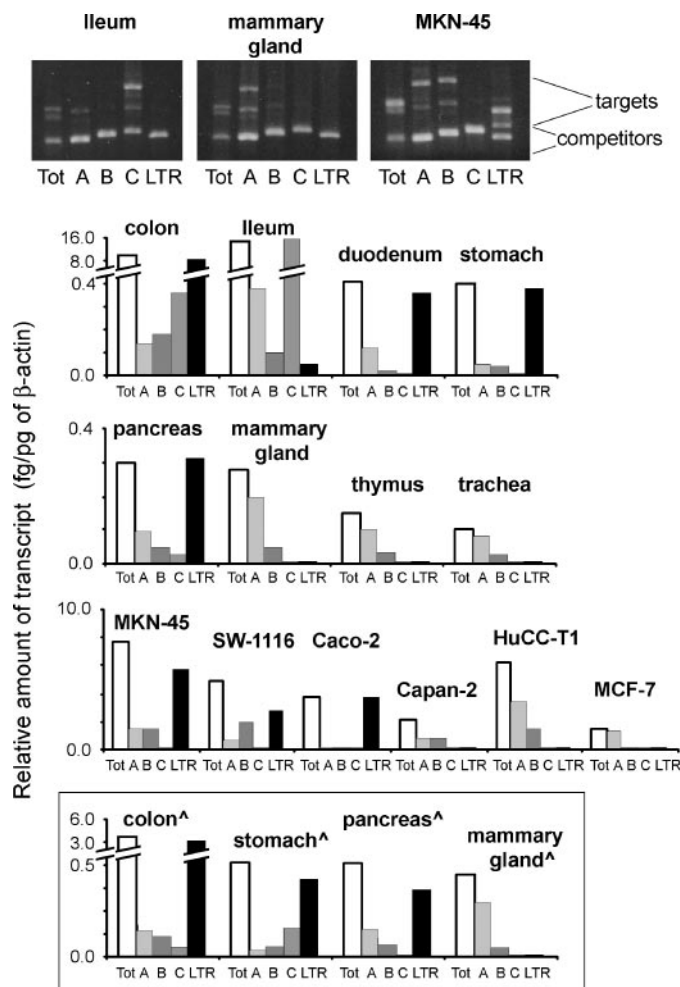 Ileum
mammary gland
MKN-45
targets
competitors
Tot A B C LTR
Tot A B C LTR
Tot A B C LTR
Relative amount of transcript (fg/pg of β-actin)
16.0
8.0
0.4
0.0
colon
Ileum
duodenum
stomach
Tot A B C LTR
Tot A B C LTR
Tot A B C LTR
Tot A B C LTR
0.4
0.0
pancreas
mammary gland
thymus
trachea
Tot A B C LTR
Tot A B C LTR
Tot A B C LTR
Tot A B C LTR
10.0
0.0
MKN-45
SW-1116
Caco-2
Capan-2
HuCC-T1
MCF-7
Tot A B C LTR
Tot A B C LTR
Tot A B C LTR
Tot A B C LTR
Tot A B C LTR
Tot A B C LTR
6.0
3.0
0.5
0.0
colon^
stomach^
pancreas^
mammary gland^
Tot A B C LTR
Tot A B C LTR
Tot A B C LTR
Tot A B C LTR